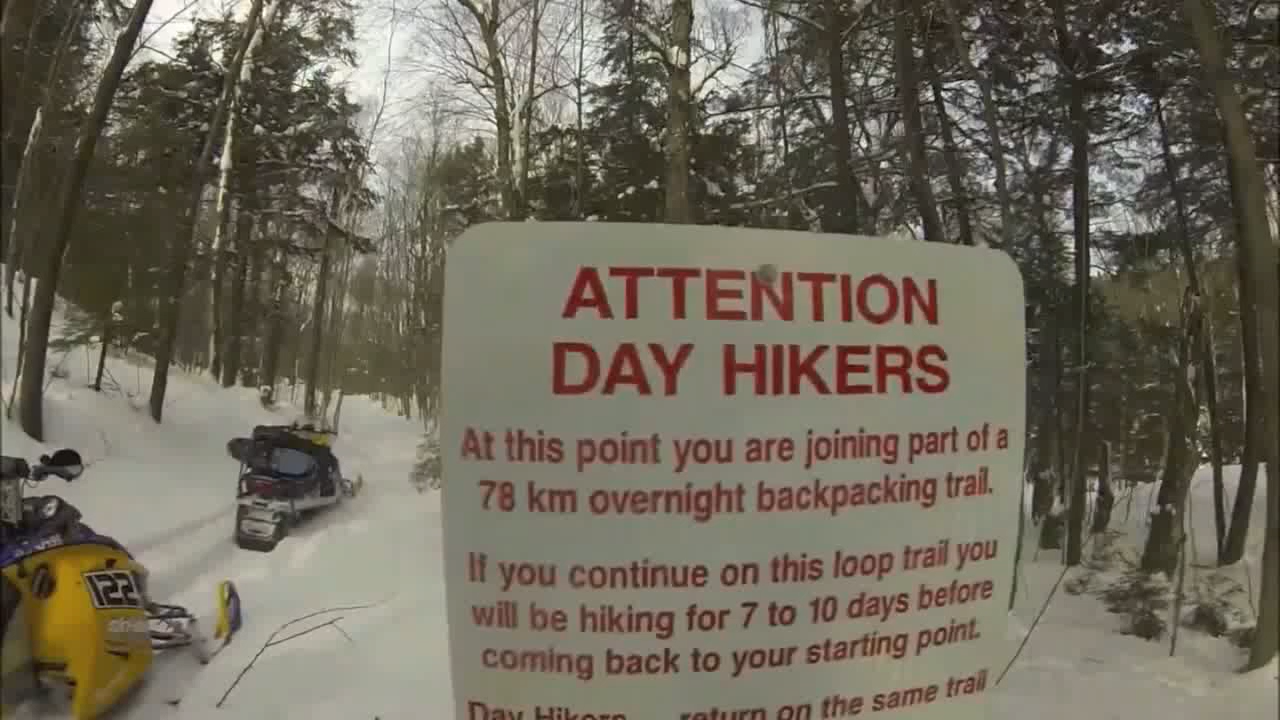 ATTENTION
DAY HIKERS
At this point you are joining part of a
78 km overnight backpacking trail.
If you continue on this loop trail you
will be hiking for 7 to 10 days before
coming back to your starting point.
Day Hikers return on the same trail
122